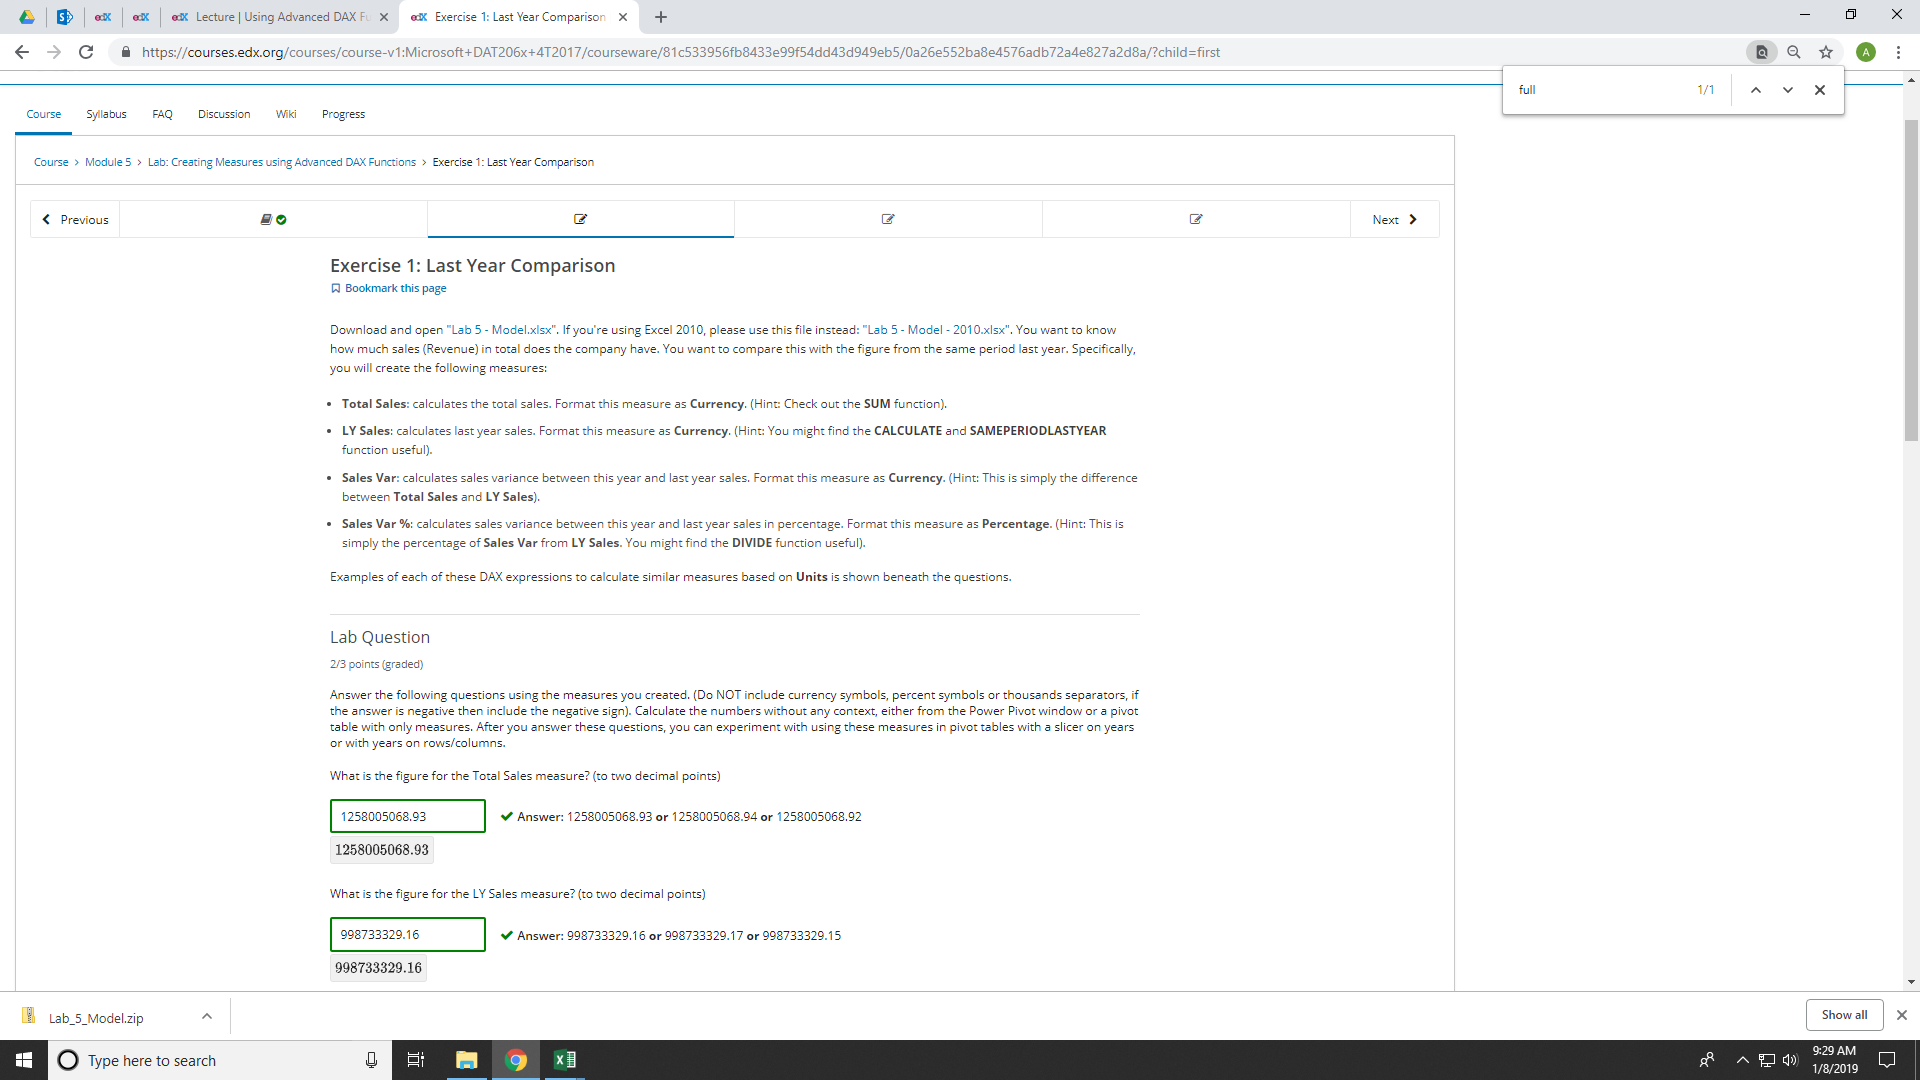 edX
edX
edX Lecture | Using Advanced DAX Fu
edX Exercise 1: Last Year Comparison
https://courses.edx.org/courses/course-v1:Microsoft+DAT206x+4T2017/courseware/81c533956fb8433e99f54dd43d949eb5/0a26e552ba8e4576adb72a4e827a2d8a/?child=first
A
full 1/1
Course Syllabus FAQ Discussion Wiki Progress
Course > Module 5 > Lab: Creating Measures using Advanced DAX Functions > Exercise 1: Last Year Comparison
Previous
Next
Exercise 1: Last Year Comparison
Bookmark this page
Download and open "Lab 5 - Model.xlsx". If you're using Excel 2010, please use this file instead: "Lab 5 - Model - 2010.xlsx". You want to know
how much sales (Revenue) in total does the company have. You want to compare this with the figure from the same period last year. Specifically,
you will create the following measures:
• Total Sales: calculates the total sales. Format this measure as Currency. (Hint: Check out the SUM function).
• LY Sales: calculates last year sales. Format this measure as Currency. (Hint: You might find the CALCULATE and SAMEPERIODLASTYEAR
function useful).
• Sales Var: calculates sales variance between this year and last year sales. Format this measure as Currency. (Hint: This is simply the difference
between Total Sales and LY Sales).
• Sales Var %: calculates sales variance between this year and last year sales in percentage. Format this measure as Percentage. (Hint: This is
simply the percentage of Sales Var from LY Sales. You might find the DIVIDE function useful).
Examples of each of these DAX expressions to calculate similar measures based on Units is shown beneath the questions.
Lab Question
2/3 points (graded)
Answer the following questions using the measures you created. (Do NOT include currency symbols, percent symbols or thousands separators, if
the answer is negative then include the negative sign). Calculate the numbers without any context, either from the Power Pivot window or a pivot
table with only measures. After you answer these questions, you can experiment with using these measures in pivot tables with a slicer on years
or with years on rows/columns.
What is the figure for the Total Sales measure? (to two decimal points)
1258005068.93
Answer: 1258005068.93 or 1258005068.94 or 1258005068.92
1258005068.93
What is the figure for the LY Sales measure? (to two decimal points)
998733329.16
Answer: 998733329.16 or 998733329.17 or 998733329.15
998733329.16
Lab_5_Model.zip
Show all
Type here to search
9:29 AM
1/8/2019